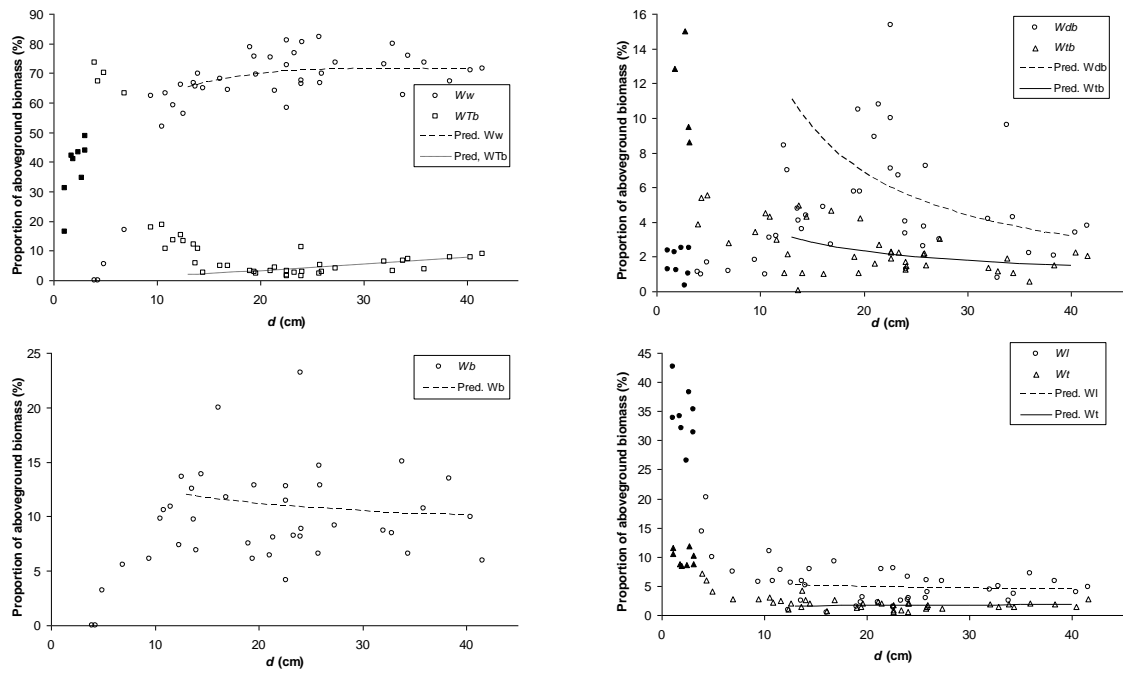 Proportion of aboveground biomass (%)
90
80
70
60
50
40
30
20
10
0
0
10
20
30
40
d (cm)
Ww
WTb
Pred. Ww
Pred, WTb
Proportion of aboveground biomass (%)
16
14
12
10
8
6
4
2
0
0
10
20
30
40
d (cm)
Wdb
Wtb
Pred. Wdb
Pred. Wtb
Proportion of aboveground biomass (%)
25
20
15
10
5
0
0
10
20
30
40
d (cm)
Wb
Pred. Wb
Proportion of aboveground biomass (%)
45
40
35
30
25
20
15
10
5
0
0
10
20
30
40
d (cm)
Wl
Wt
Pred. Wl
Pred. Wt